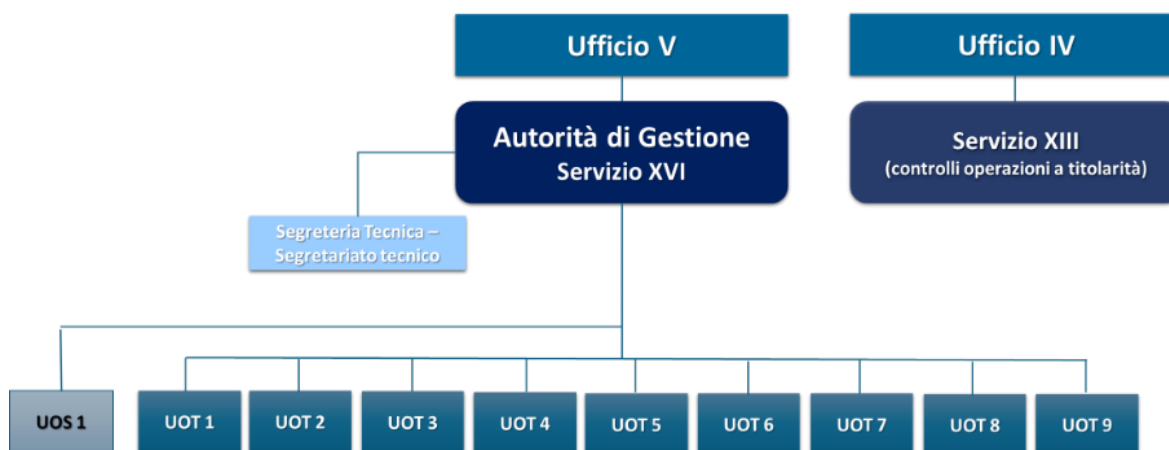 Ufficio V
Ufficio IV
Autorità di Gestione
Servizio XVI
Servizio XIII
(controlli operazioni a titolarità)
Segreteria Tecnica –
Segretariato tecnico
UOS 1
UOT 1
UOT 2
UOT 3
UOT 4
UOT 5
UOT 6
UOT 7
UOT 8
UOT 9